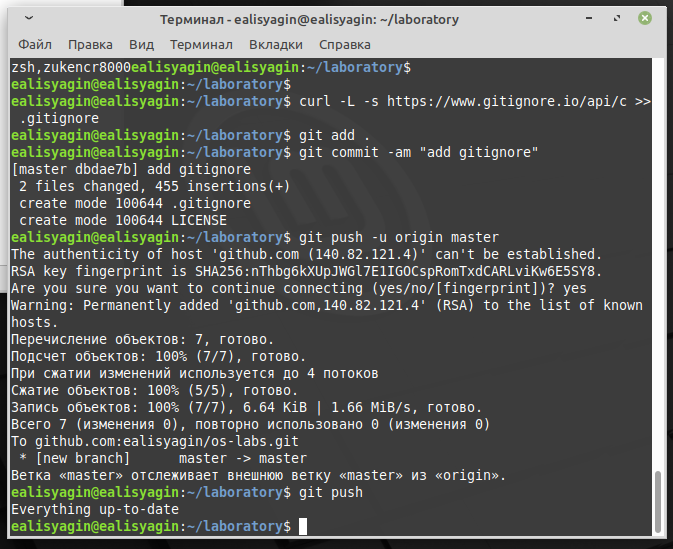 Терминал - ealisyagin@ealisyagin: ~/laboratory
Файл Правка Вид Терминал Вкладки Справка
zsh,zukencr8000ealisyagin@ealisyagin:~/laboratory$
ealisyagin@ealisyagin:~/laboratory$
ealisyagin@ealisyagin:~/laboratory$ curl -L -s https://www.gitignore.io/api/c >>
.gitignore
ealisyagin@ealisyagin:~/laboratory$ git add .
ealisyagin@ealisyagin:~/laboratory$ git commit -am "add gitignore"
[master dbdae7b] add gitignore
2 files changed, 455 insertions(+)
create mode 100644 .gitignore
create mode 100644 LICENSE
ealisyagin@ealisyagin:~/laboratory$ git push -u origin master
The authenticity of host 'github.com (140.82.121.4)' can't be established.
RSA key fingerprint is SHA256:nThbg6kXUpJWGl7E1IGOCspRomTxdCARLviKw6E5SY8.
Are you sure you want to continue connecting (yes/no/[fingerprint])? yes
Warning: Permanently added 'github.com,140.82.121.4' (RSA) to the list of known
hosts.
Перечисление объектов: 7, готово.
Подсчет объектов: 100% (7/7), готово.
При сжатии изменений используется до 4 потоков
Сжатие объектов: 100% (5/5), готово.
Запись объектов: 100% (7/7), 6.64 KiB | 1.66 MiB/s, готово.
Всего 7 (изменения 0), повторно использовано 0 (изменения 0)
To github.com:ealisyagin/os-labs.git
* [new branch]      master -> master
Ветка «master» отслеживает внешнюю ветку «master» из «origin».
ealisyagin@ealisyagin:~/laboratory$ git push
Everything up-to-date
ealisyagin@ealisyagin:~/laboratory$